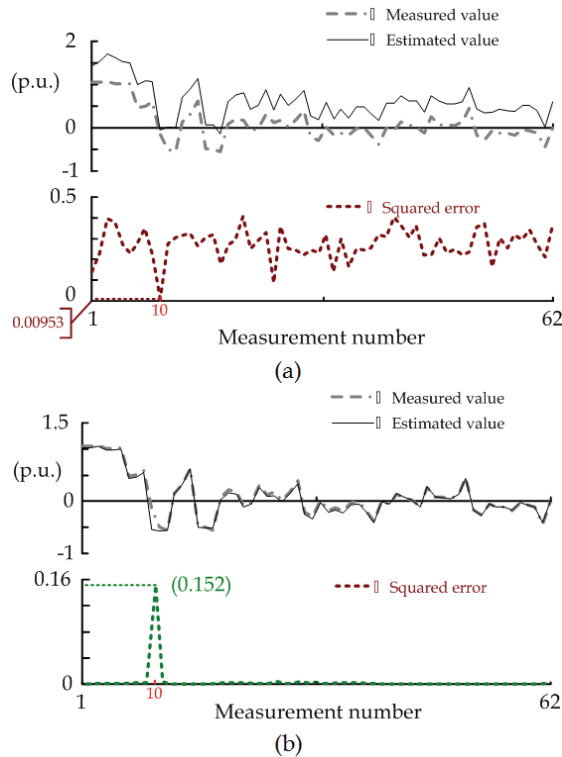 Measured value
Estimated value
2
(p.u.)
0
-1
0.5
Squared error
0
0.00953
1
10
62
Measurement number
(a)
Measured value
Estimated value
1.5
(p.u.)
0
-1
0.16
(0.152)
Squared error
0
1
10
62
Measurement number
(b)